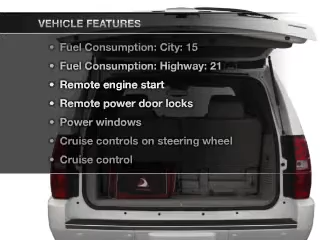 VEHICLE FEATURES
• Fuel Consumption: City: 15
• Fuel Consumption: Highway: 21
• Remote engine start
• Remote power door locks
• Power windows
• Cruise controls on steering wheel
• Cruise control